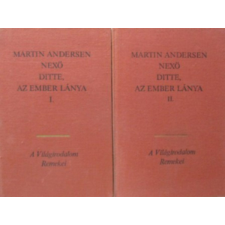 MARTIN ANDERSEN
NEXÖ
DITTE,
AZ EMBER LÁNYA
I.
A Világirodalom
Remekei
MARTIN ANDERSEN
NEXÖ
DITTE,
AZ EMBER LÁNYA
II.
A Világirodalom
Remekei